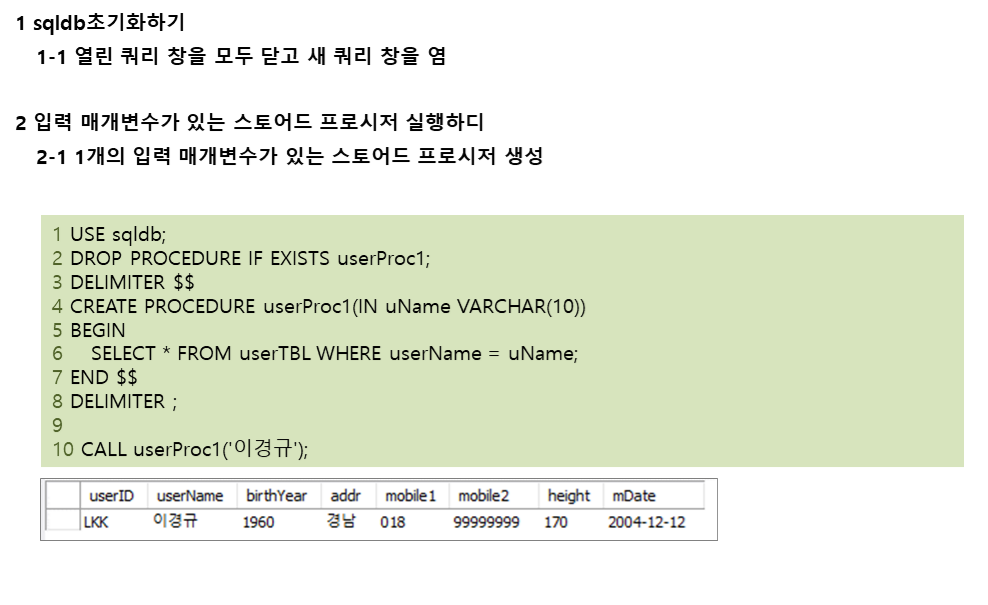 1 sqldb초기화하기
1-1 열린 쿼리 창을 모두 닫고 새 쿼리 창을 염
2 입력 매개변수가 있는 스토어드 프로시저 실행하디
2-1 1개의 입력 매개변수가 있는 스토어드 프로시저 생성
1 USE sqldb;
2 DROP PROCEDURE IF EXISTS userProc1;
3 DELIMITER $$
4 CREATE PROCEDURE userProc1(IN uName VARCHAR(10))
5 BEGIN
6 SELECT * FROM userTBL WHERE userName = uName;
7 END $$
8 DELIMITER ;
9
10 CALL userProc1('이경규');
userID userName birthYear addr mobile1 mobile2 height mDate
LKK 이경규 1960 경남 018 99999999 170 2004-12-12